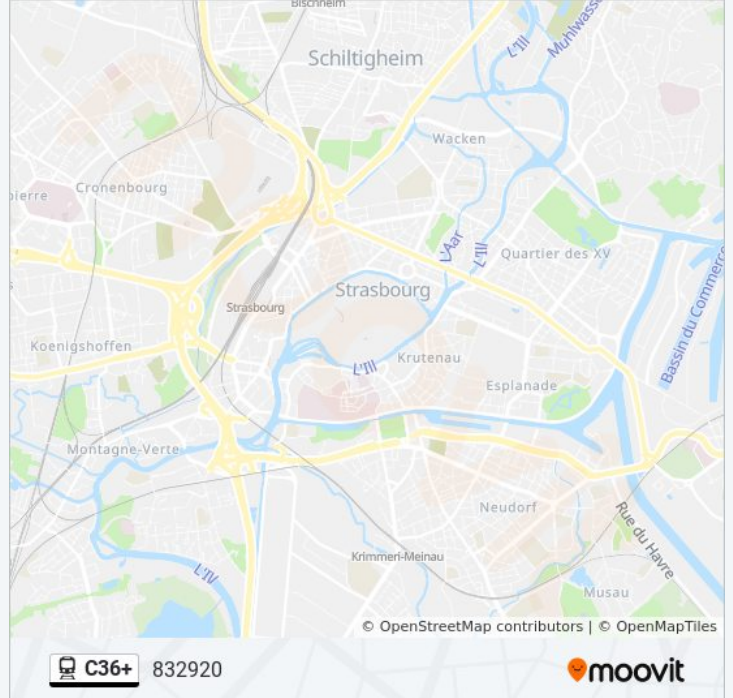 Bischheim
L'Ill
Muhlwasse
Schiltigheim
Wacken
pierre
Cronenbourg
L'Aar
L'Ill
Quartier des XV
Strasbourg
Strasbourg
Bassin du Commerce
Koenigshoffen
L'Ill
Krutenau
Esplanade
Montagne-Verte
Neudorf
Rue du Havre
Krimmeri-Meinau
L'Ill
Musau
© OpenStreetMap contributors | © OpenMapTiles
C36+ 832920 moovit